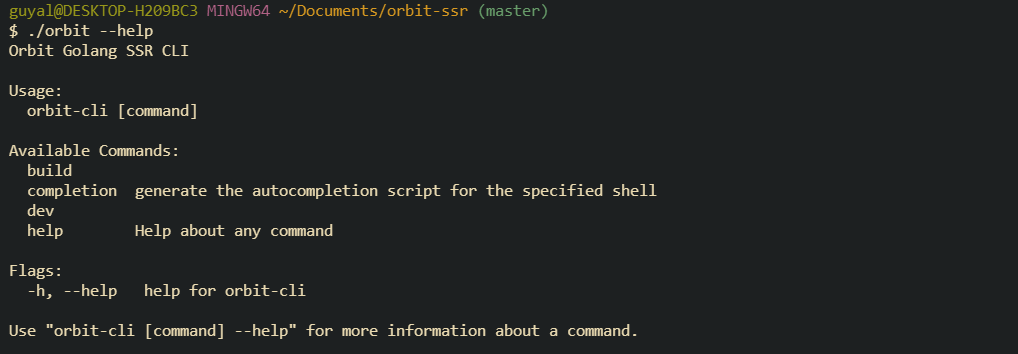 guyal@DESKTOP-H209BC3 MINGW64 ~/Documents/orbit-ssr (master)
$ ./orbit --help
Orbit Golang SSR CLI

Usage:
  orbit-cli [command]

Available Commands:
  build
  completion  generate the autocompletion script for the specified shell
  dev
  help        Help about any command

Flags:
  -h, --help   help for orbit-cli

Use "orbit-cli [command] --help" for more information about a command.